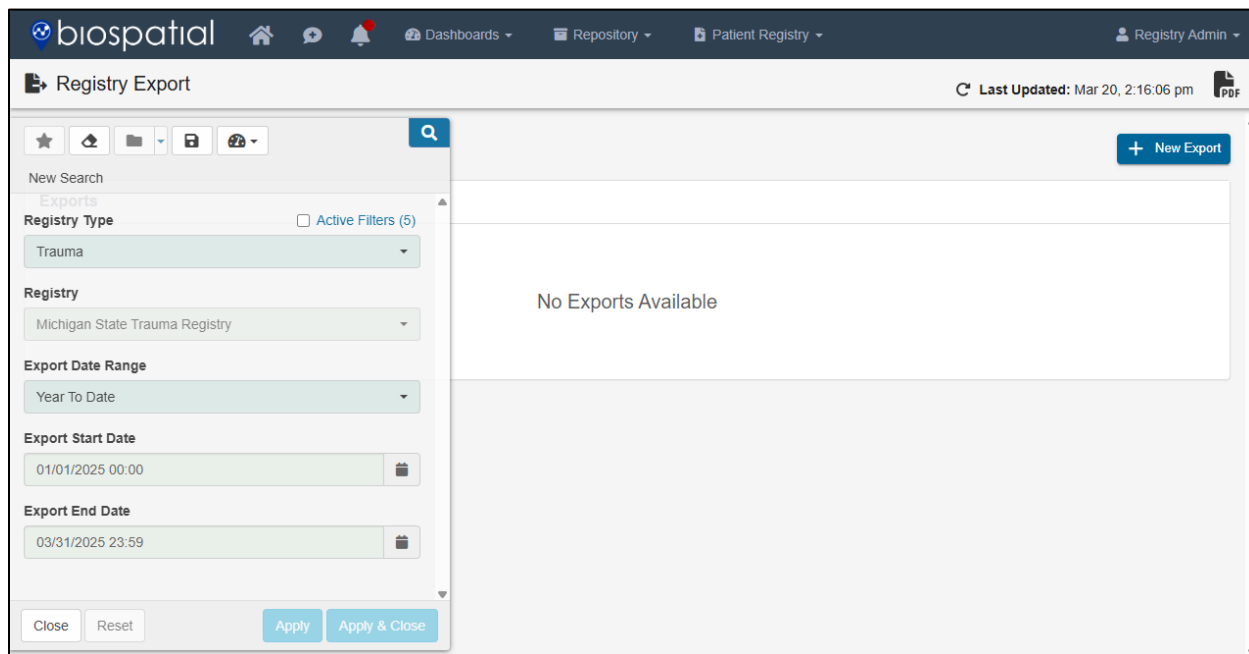 biospatial
Dashboards
Repository
Patient Registry
Registry Admin
Registry Export
Last Updated: Mar 20, 2:16:06 pm
PDF
New Export
New Search
Exports
Registry Type
Active Filters (5)
Trauma
Registry
Michigan State Trauma Registry
No Exports Available
Export Date Range
Year To Date
Export Start Date
01/01/2025 00:00
Export End Date
03/31/2025 23:59
Close
Reset
Apply
Apply & Close